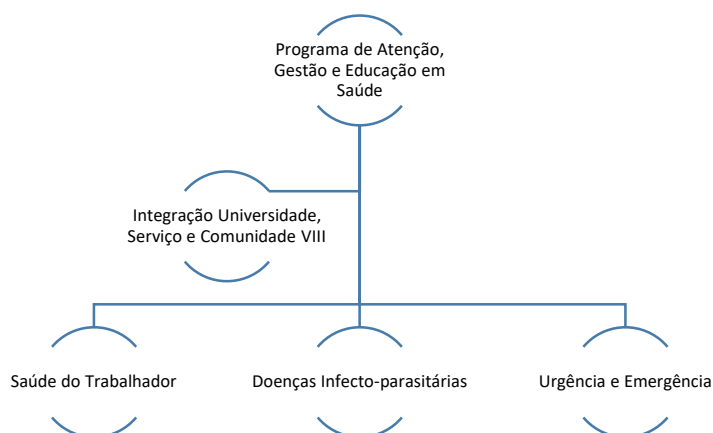 Programa de Atenção,
Gestão e Educação em
Saúde
Integração Universidade,
Serviço e Comunidade VIII
Saúde do Trabalhador
Doenças Infecto-parasitárias
Urgência e Emergência